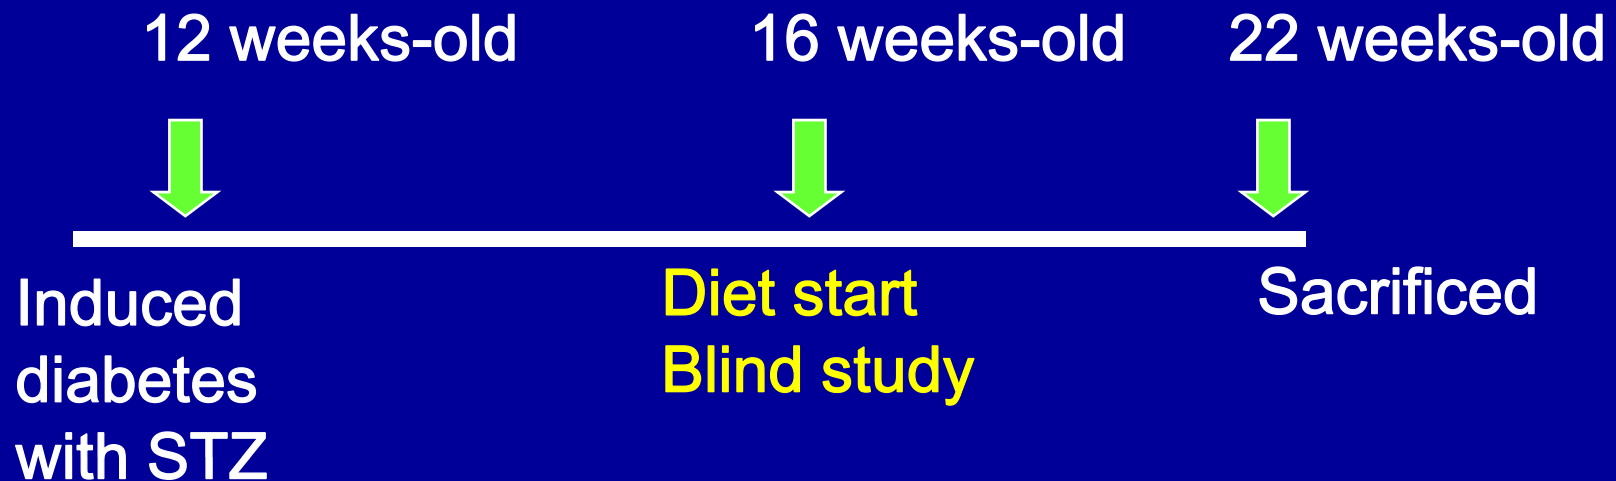 12 weeks-old
16 weeks-old
22 weeks-old
Induced
diabetes
with STZ
Diet start
Blind study
Sacrificed